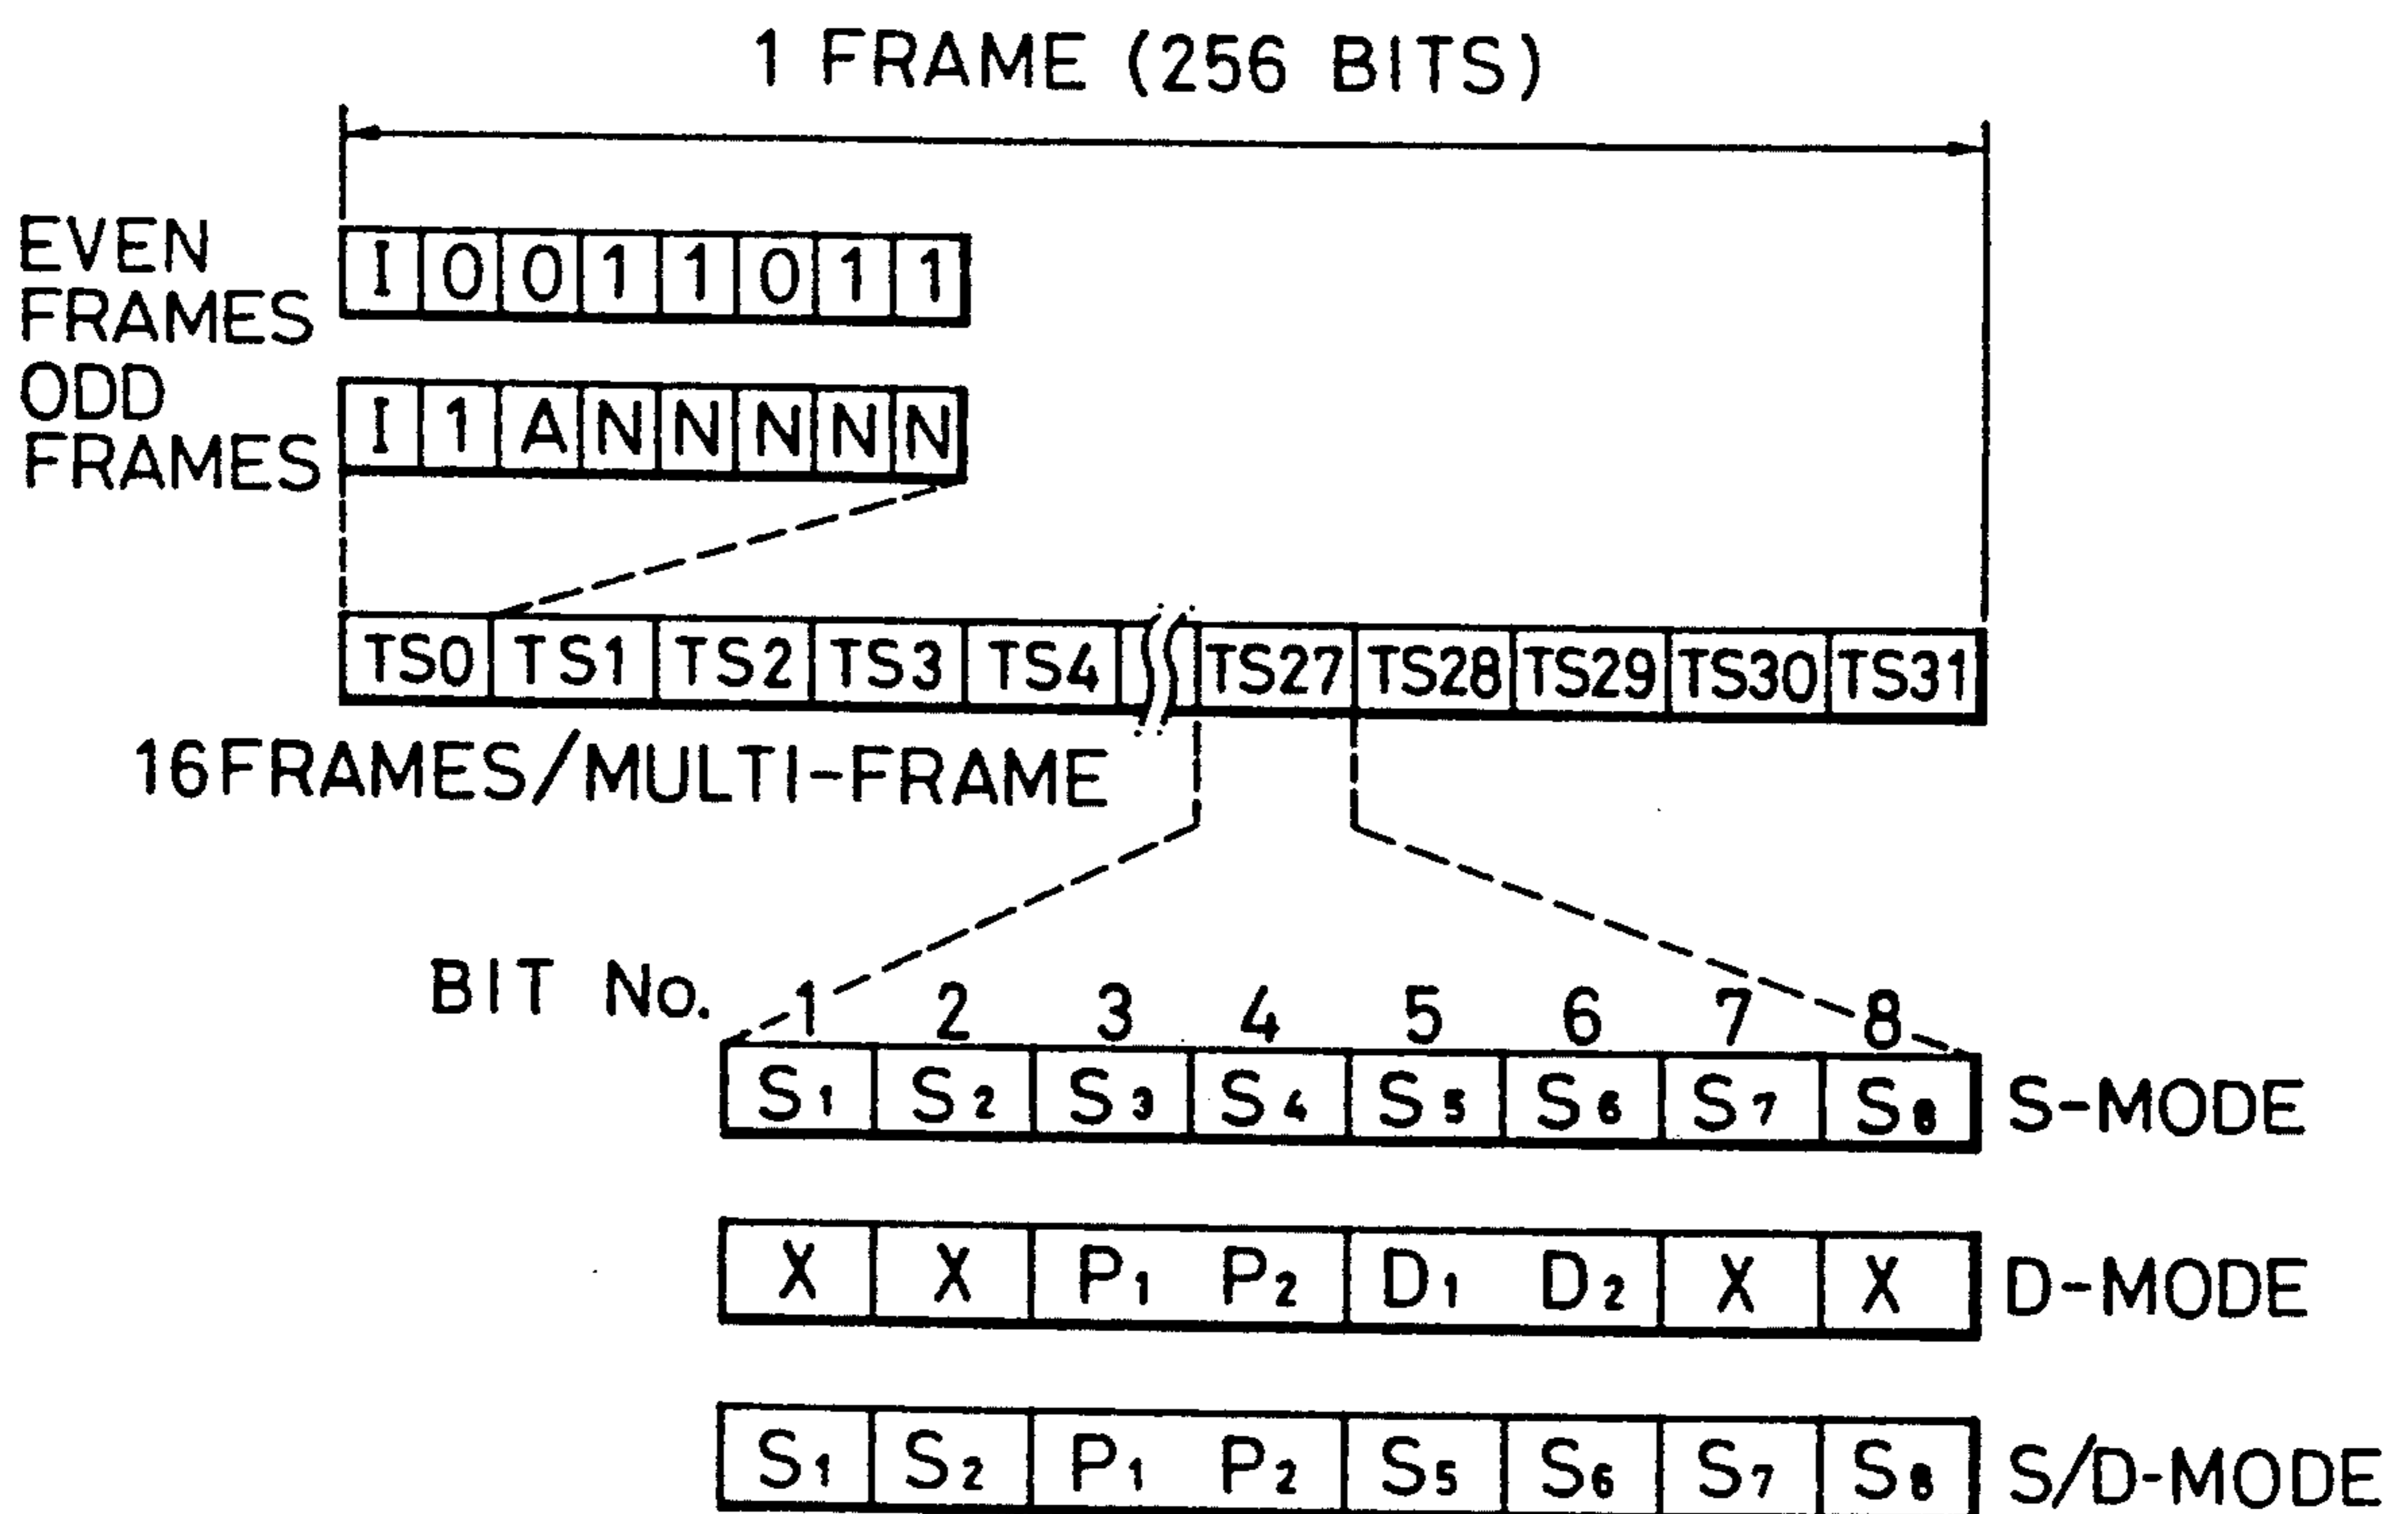 1 FRAME (256 BITS)
EVEN
FRAMES
I 0 0 1 1 0 1 1
ODD
FRAMES
I 1 A N N N N N
TS0 TS1 TS2 TS3 TS4 TS27 TS28 TS29 TS30 TS31
16FRAMES/MULTI-FRAME
BIT No. 1 2 3 4 5 6 7 8
S1 S2 S3 S4 S5 S6 S7 S8 S-MODE
X X P1 P2 D1 D2 X X D-MODE
S1 S2 P1 P2 S5 S6 S7 S8 S/D-MODE